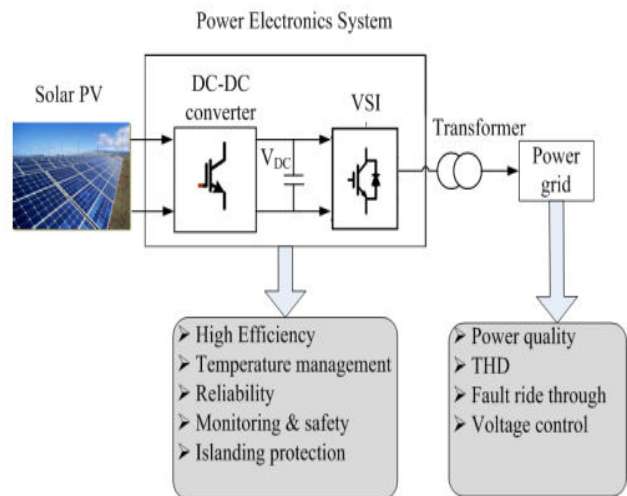 Power Electronics System
Solar PV
DC-DC
converter
V_DC
VSI
Transformer
Power
grid
➢ High Efficiency
➢ Temperature management
➢ Reliability
➢ Monitoring & safety
➢ Islanding protection
➢ Power quality
➢ THD
➢ Fault ride through
➢ Voltage control